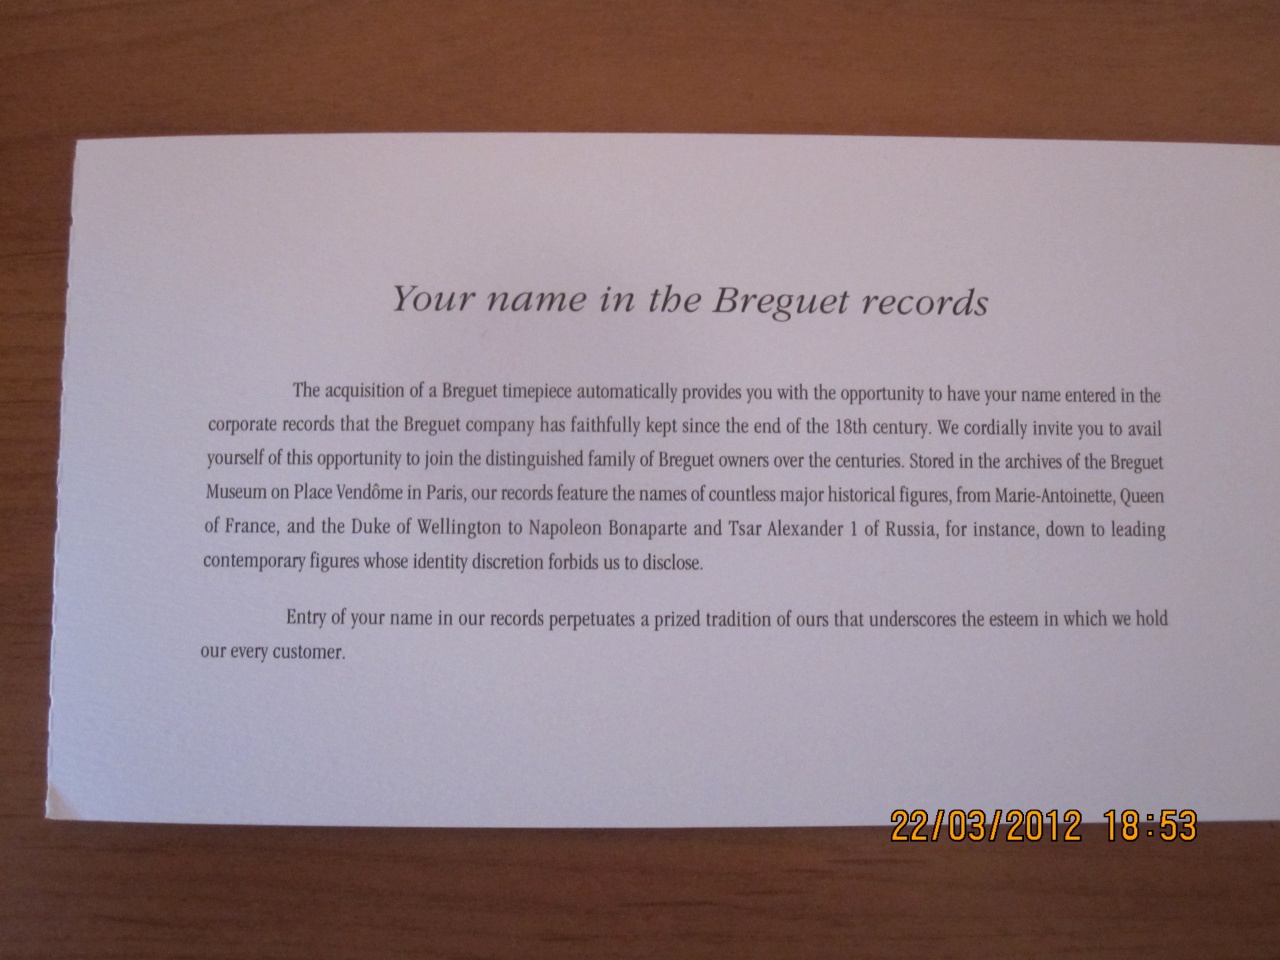 Your name in the Breguet records
The acquisition of a Breguet timepiece automatically provides you with the opportunity to have your name entered in the
corporate records that the Breguet company has faithfully kept since the end of the 18th century. We cordially invite you to avail
yourself of this opportunity to join the distinguished family of Breguet owners over the centuries. Stored in the archives of the Breguet
Museum on Place Vendôme in Paris, our records feature the names of countless major historical figures, from Marie-Antoinette, Queen
of France, and the Duke of Wellington to Napoleon Bonaparte and Tsar Alexander 1 of Russia, for instance, down to leading
contemporary figures whose identity discretion forbids us to disclose.
Entry of your name in our records perpetuates a prized tradition of ours that underscores the esteem in which we hold
our every customer.
22/03/2012 18:53